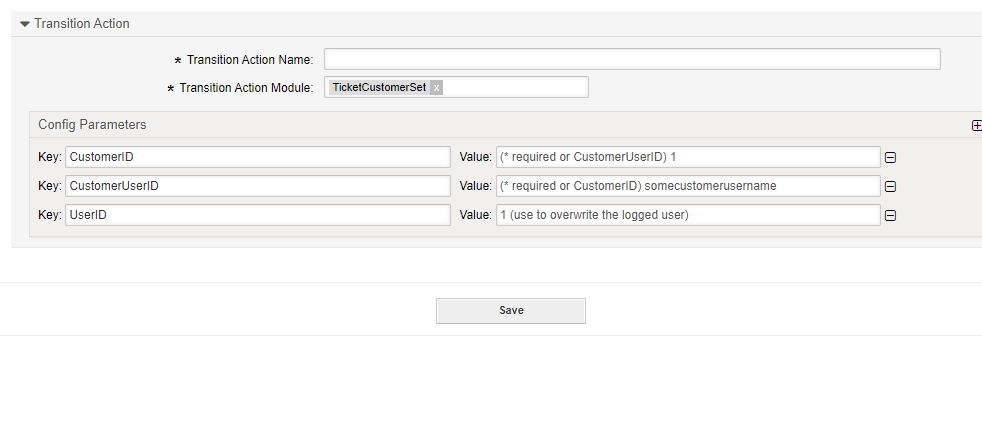 Transition Action
* Transition Action Name:
* Transition Action Module: TicketCustomerSet x
Config Parameters
Key: CustomerID Value: (* required or CustomerUserID) 1
Key: CustomerUserID Value: (* required or CustomerID) somecustomerusername
Key: UserID Value: 1 (use to overwrite the logged user)
Save